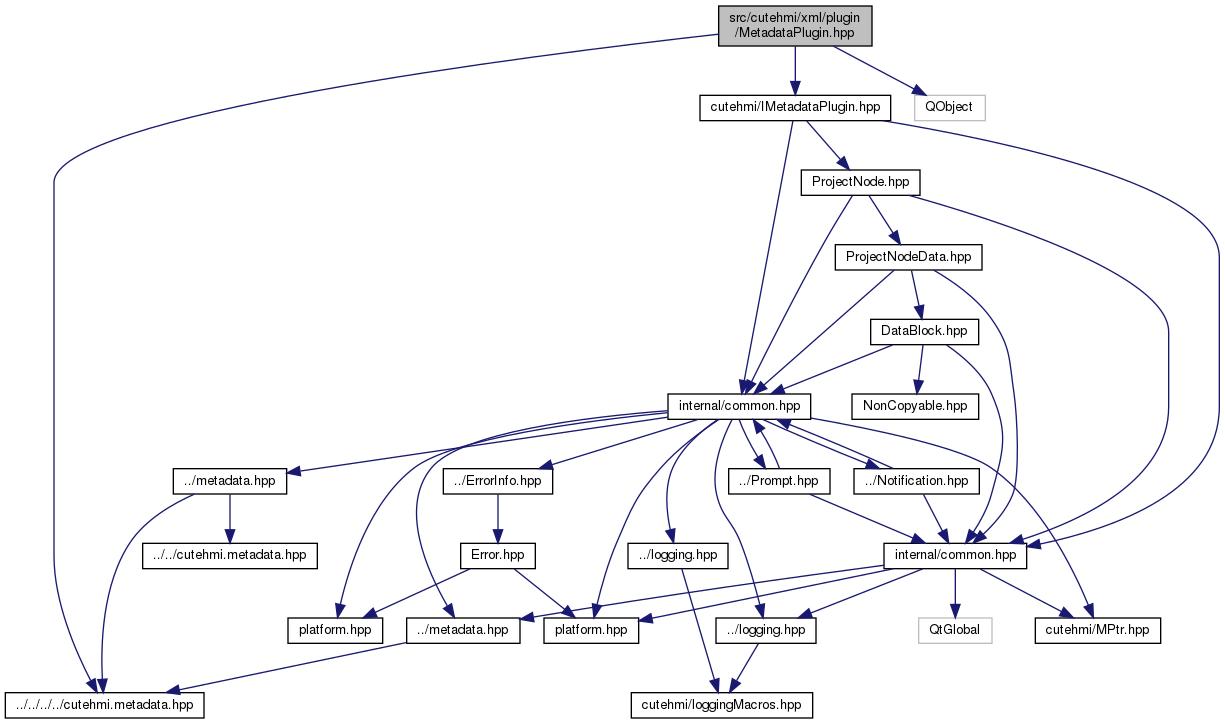 src/cutehmi/xml/plugin
/MetadataPlugin.hpp
cutehmi/IMetadataPlugin.hpp
QObject
ProjectNode.hpp
ProjectNodeData.hpp
DataBlock.hpp
internal/common.hpp
NonCopyable.hpp
../metadata.hpp
../ErrorInfo.hpp
../Prompt.hpp
../Notification.hpp
../../cutehmi.metadata.hpp
Error.hpp
../logging.hpp
internal/common.hpp
platform.hpp
../metadata.hpp
platform.hpp
../logging.hpp
QtGlobal
cutehmi/MPtr.hpp
../../../../cutehmi.metadata.hpp
cutehmi/loggingMacros.hpp